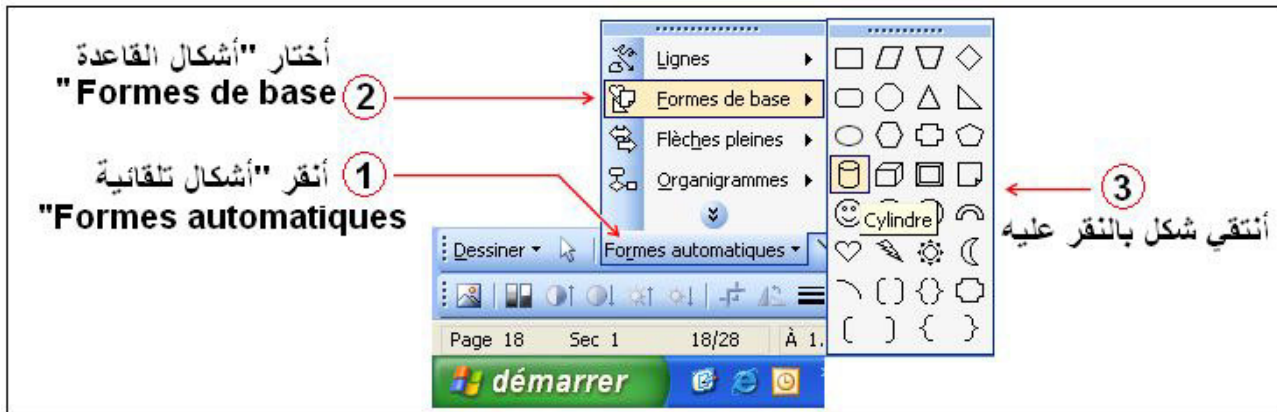 أختار "أشكال القاعدة
Formes de base"
2
1
أنقر "أشكال تلقائية
Formes automatiques"
Lignes
Formes de base
Flèches pleines
Organigrammes
Cylindre
3
أنتقي شكل بالنقر عليه
Dessiner
Formes automatiques
Page 18 Sec 1 18/28 À 1.
démarrer